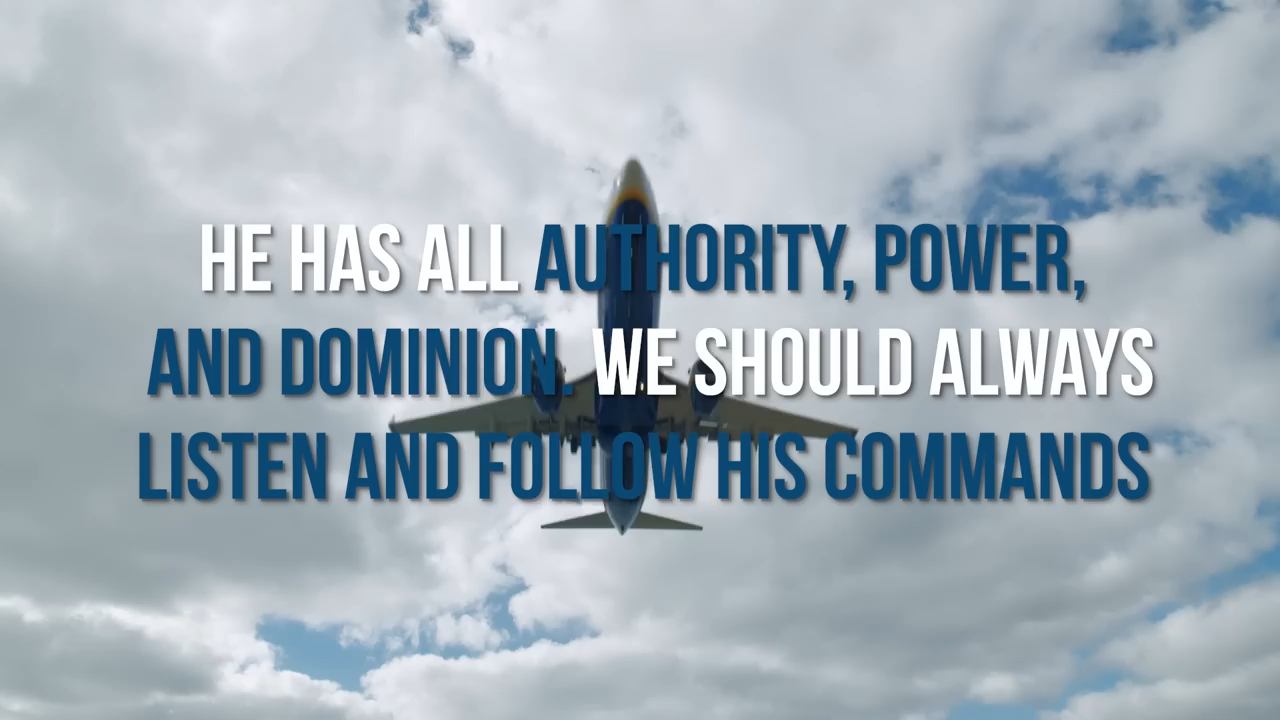 HE HAS ALL AUTHORITY, POWER,
AND DOMINION. WE SHOULD ALWAYS
LISTEN AND FOLLOW HIS COMMANDS